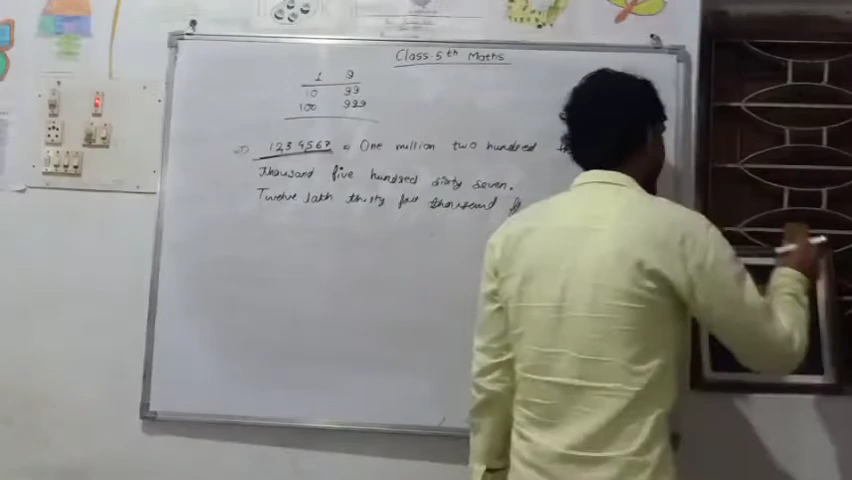 Class-5th Maths
1 9
10 99
100 999
1234567 = One million two hundred
thousand five hundred sixty seven.
Twelve lakh thirty four thousand